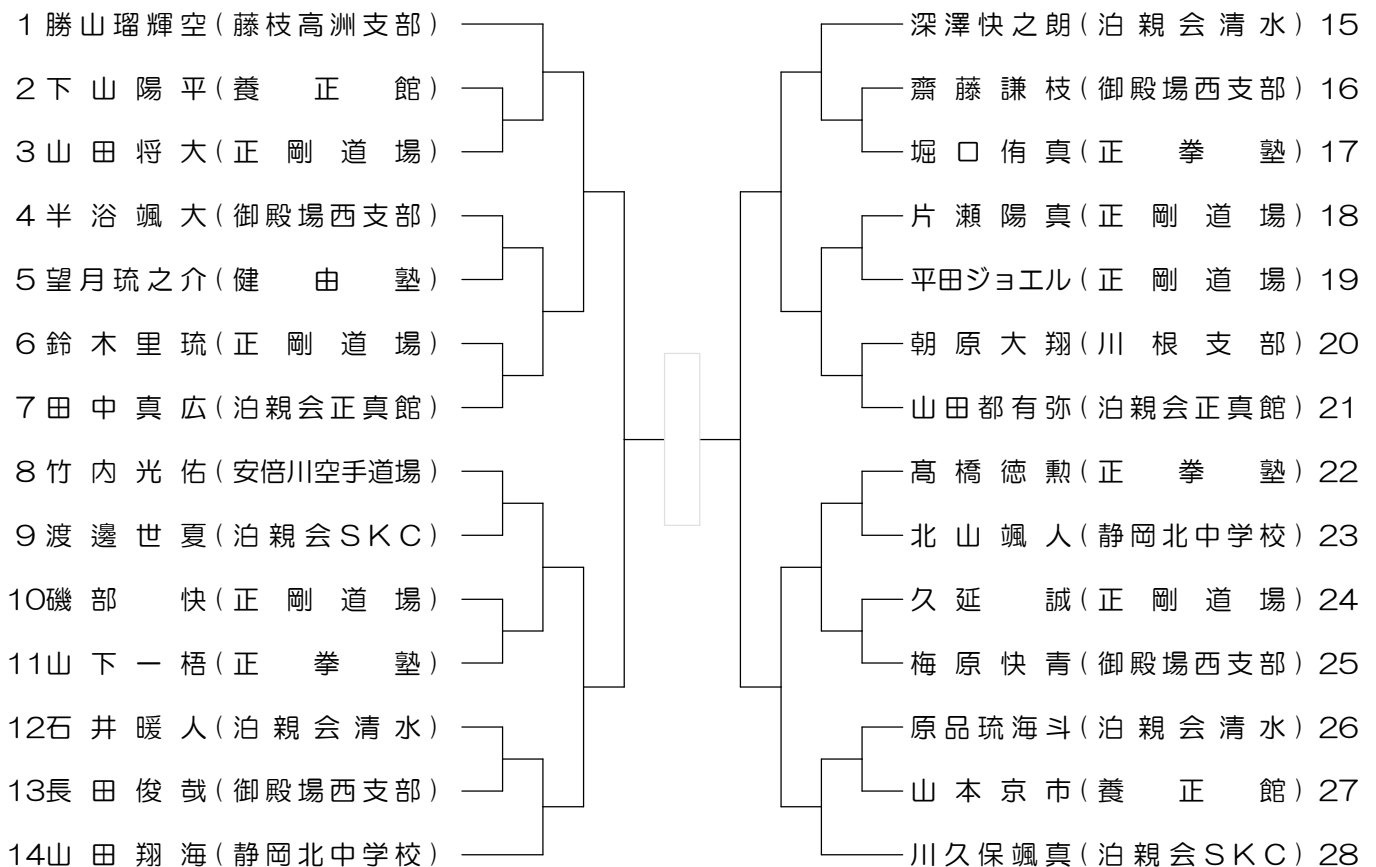 1 勝山瑠輝空(藤枝高洲支部)
2 下山陽平(養正館)
3 山田将大(正剛道場)
4 半浴颯大(御殿場西支部)
5 望月琉之介(健由塾)
6 鈴木里琉(正剛道場)
7 田中真広(泊親会正真館)
8 竹内光佑(安倍川空手道場)
9 渡邊世夏(泊親会SKC)
10 磯部快(正剛道場)
11 山下一梧(正拳塾)
12 石井暖人(泊親会清水)
13 長田俊哉(御殿場西支部)
14 山田翔海(静岡北中学校)
深澤快之朗(泊親会清水) 15
齋藤謙枝(御殿場西支部) 16
堀口侑真(正拳塾) 17
片瀬陽真(正剛道場) 18
平田ジョエル(正剛道場) 19
朝原大翔(川根支部) 20
山田都有弥(泊親会正真館) 21
髙橋徳勲(正拳塾) 22
北山颯人(静岡北中学校) 23
久延誠(正剛道場) 24
梅原快青(御殿場西支部) 25
原品琉海斗(泊親会清水) 26
山本京市(養正館) 27
川久保颯真(泊親会SKC) 28